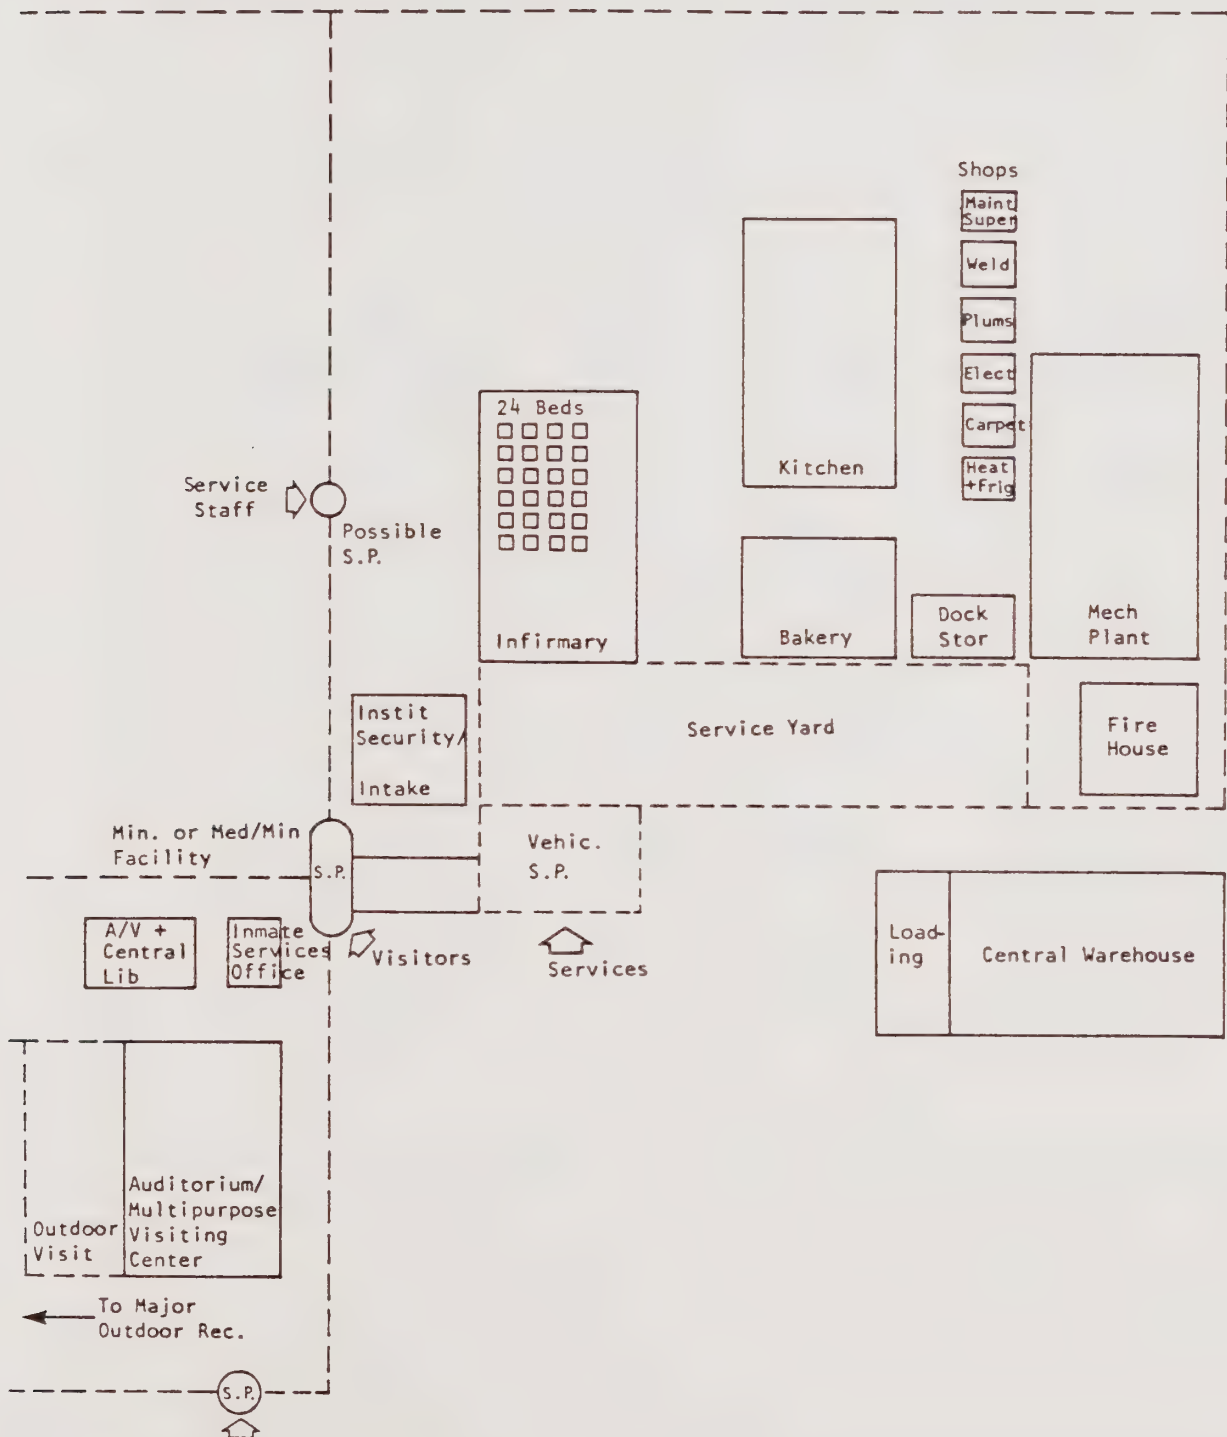 Shops
Maint
Super
Weld
Plums
Elect
Carpet
Heat
+Frig
24 Beds
Kitchen
Service
Staff
Possible
S.P.
Infirmary
Bakery
Dock
Stor
Mech
Plant
Instit
Security/
Intake
Service Yard
Fire
House
Min. or Med/Min
Facility
S.P.
Vehic.
S.P.
A/V +
Central
Lib
Inmate
Services
Office
Visitors
Services
Load-
ing
Central Warehouse
Auditorium/
Multipurpose
Visiting
Center
Outdoor
Visit
To Major
Outdoor Rec.
S.P.